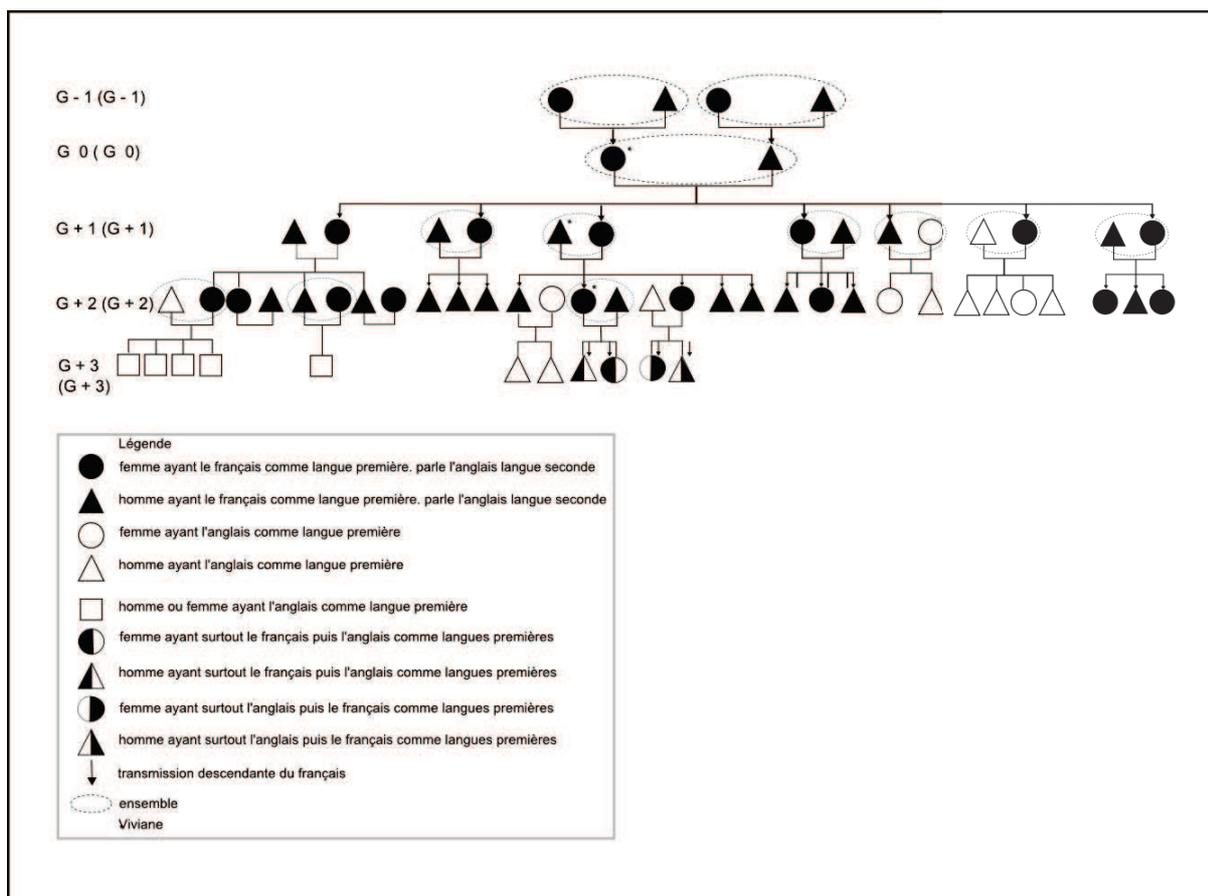 G - 1 (G - 1)
G 0 ( G 0)
*
G + 1 (G + 1)
*
G + 2 (G + 2)
*
G + 3
(G + 3)
Légende
femme ayant le français comme langue première. parle l'anglais langue seconde
homme ayant le français comme langue première. parle l'anglais langue seconde
femme ayant l'anglais comme langue première
homme ayant l'anglais comme langue première
homme ou femme ayant l'anglais comme langue première
femme ayant surtout le français puis l'anglais comme langues premières
homme ayant surtout le français puis l'anglais comme langues premières
femme ayant surtout l'anglais puis le français comme langues premières
homme ayant surtout l'anglais puis le français comme langues premières
transmission descendante du français
ensemble
Viviane